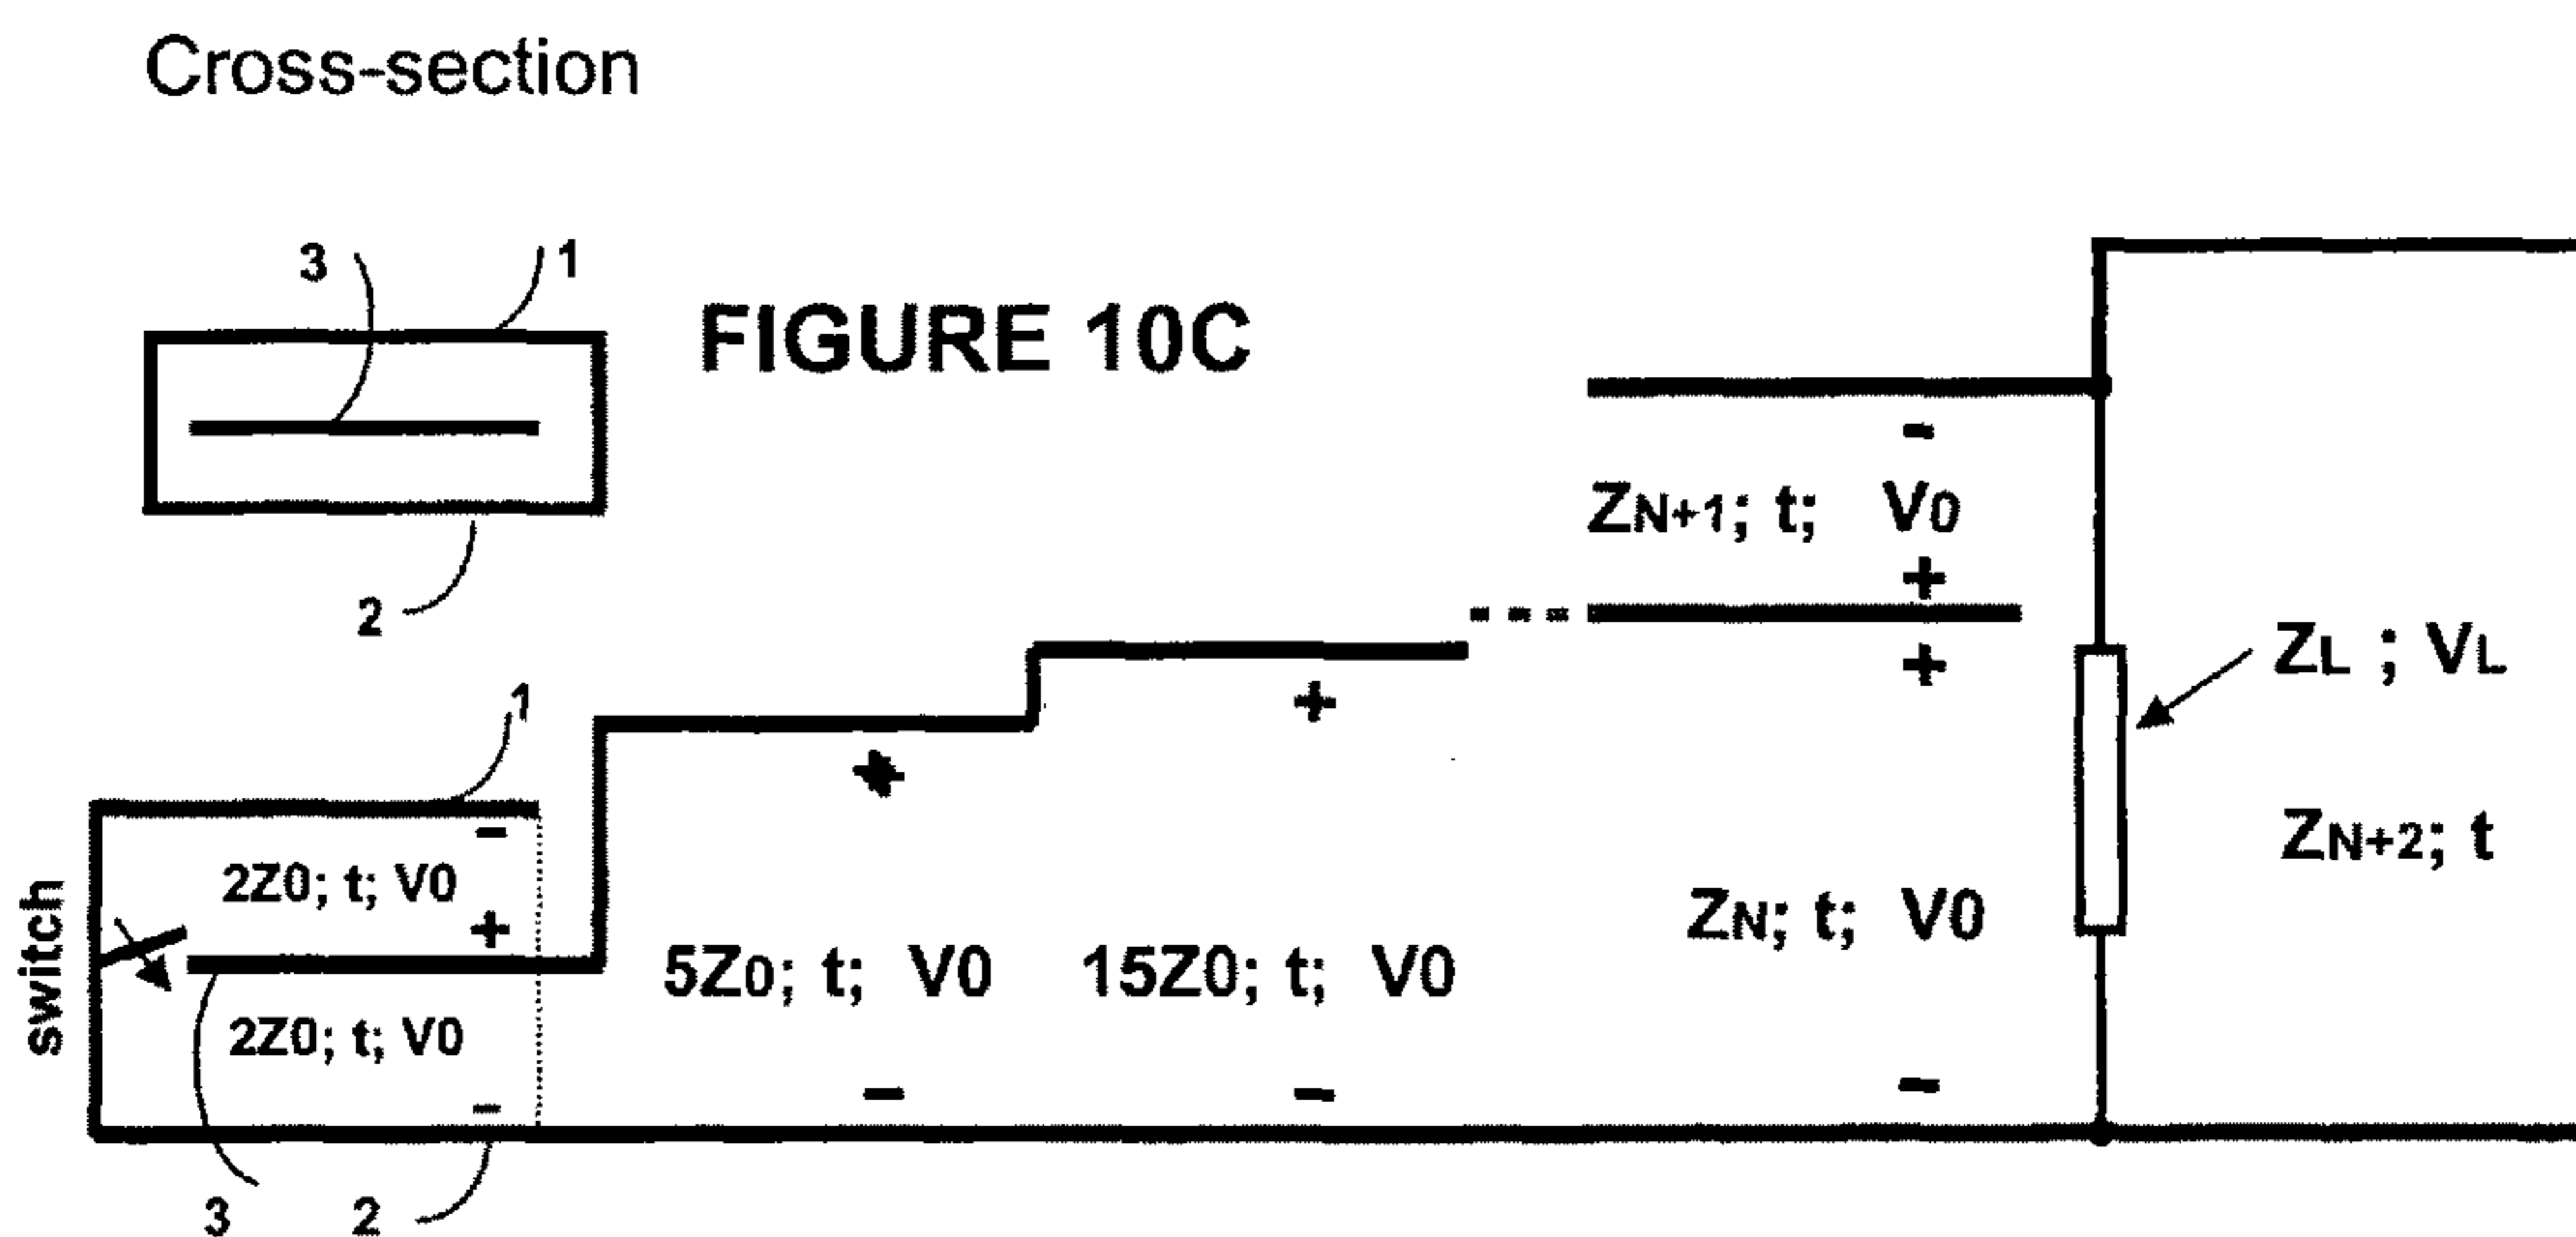 Cross-section
3
1
FIGURE 10C
2
-
ZN+1; t; V0
+
+
+
+
ZL ; VL
1
-
2Z0; t; V0
+
switch
5Z0; t; V0
15Z0; t; V0
ZN; t; V0
ZN+2; t
2Z0; t; V0
-
-
-
-
3
2